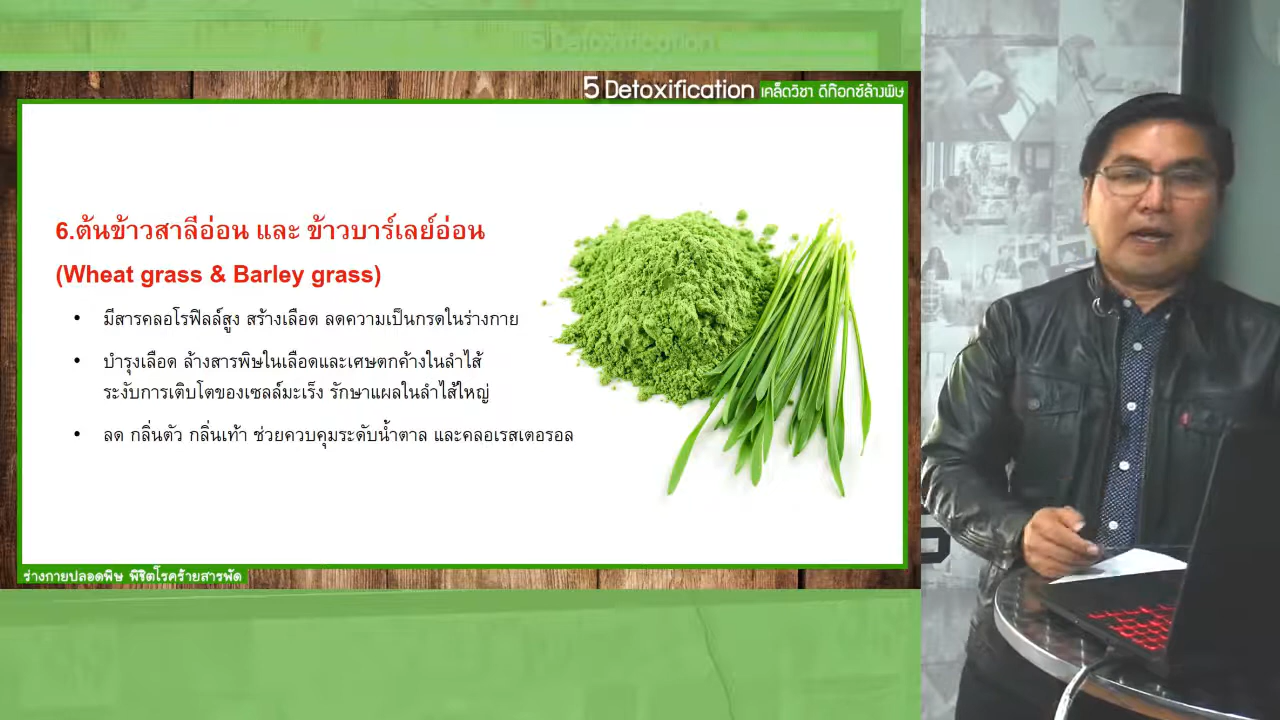 5 Detoxification
5 Detoxification เคล็ดวิชา ดีท๊อกซ์ล้างพิษ
6.ต้นข้าวสาลีอ่อน และ ข้าวบาร์เลย์อ่อน
(Wheat grass & Barley grass)
• มีสารคลอโรฟิลล์สูง สร้างเลือด ลดความเป็นกรดในร่างกาย
• บำรุงเลือด ล้างสารพิษในเลือดและเศษตกค้างในลำไส้
ระงับการเติบโตของเซลล์มะเร็ง รักษาแผลในลำไส้ใหญ่
• ลด กลิ่นตัว กลิ่นเท้า ช่วยควบคุมระดับน้ำตาล และคลอเรสเตอรอล
ร่างกายปลอดพิษ พิชิตโรคร้ายสารพัด